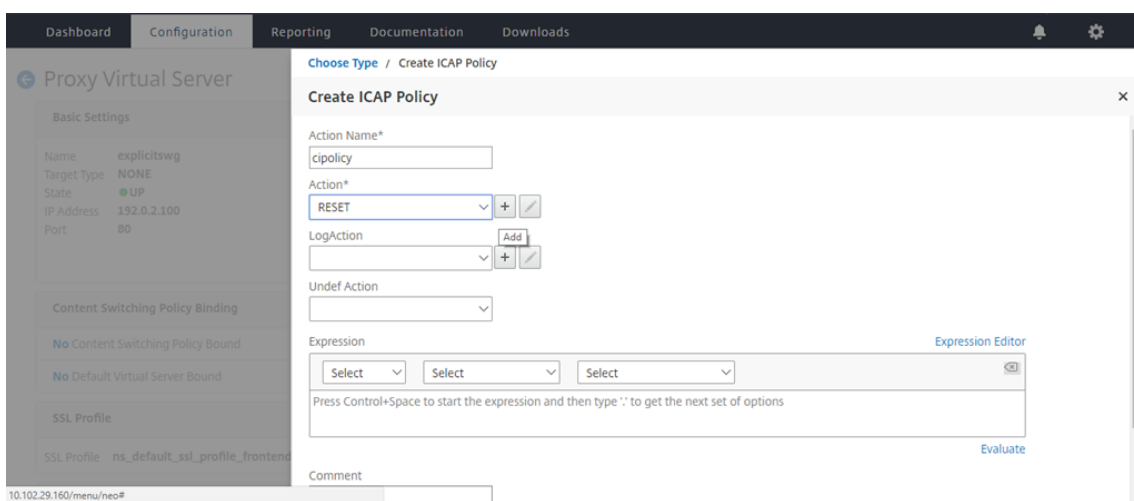 Dashboard Configuration Reporting Documentation Downloads
Proxy Virtual Server
Basic Settings
Name explicitswg
Target Type NONE
State UP
IP Address 192.0.2.100
Port 80
Content Switching Policy Binding
No Content Switching Policy Bound
No Default Virtual Server Bound
SSL Profile
SSL Profile ns_default_ssl_profile_frontend
Choose Type / Create ICAP Policy
Create ICAP Policy
Action Name*
cipolicy
Action*
RESET
Add
LogAction
Undef Action
Expression Expression Editor
Select Select Select
Press Control+Space to start the expression and then type '.' to get the next set of options
Evaluate
Comment
10.102.29.160/menu/neo#